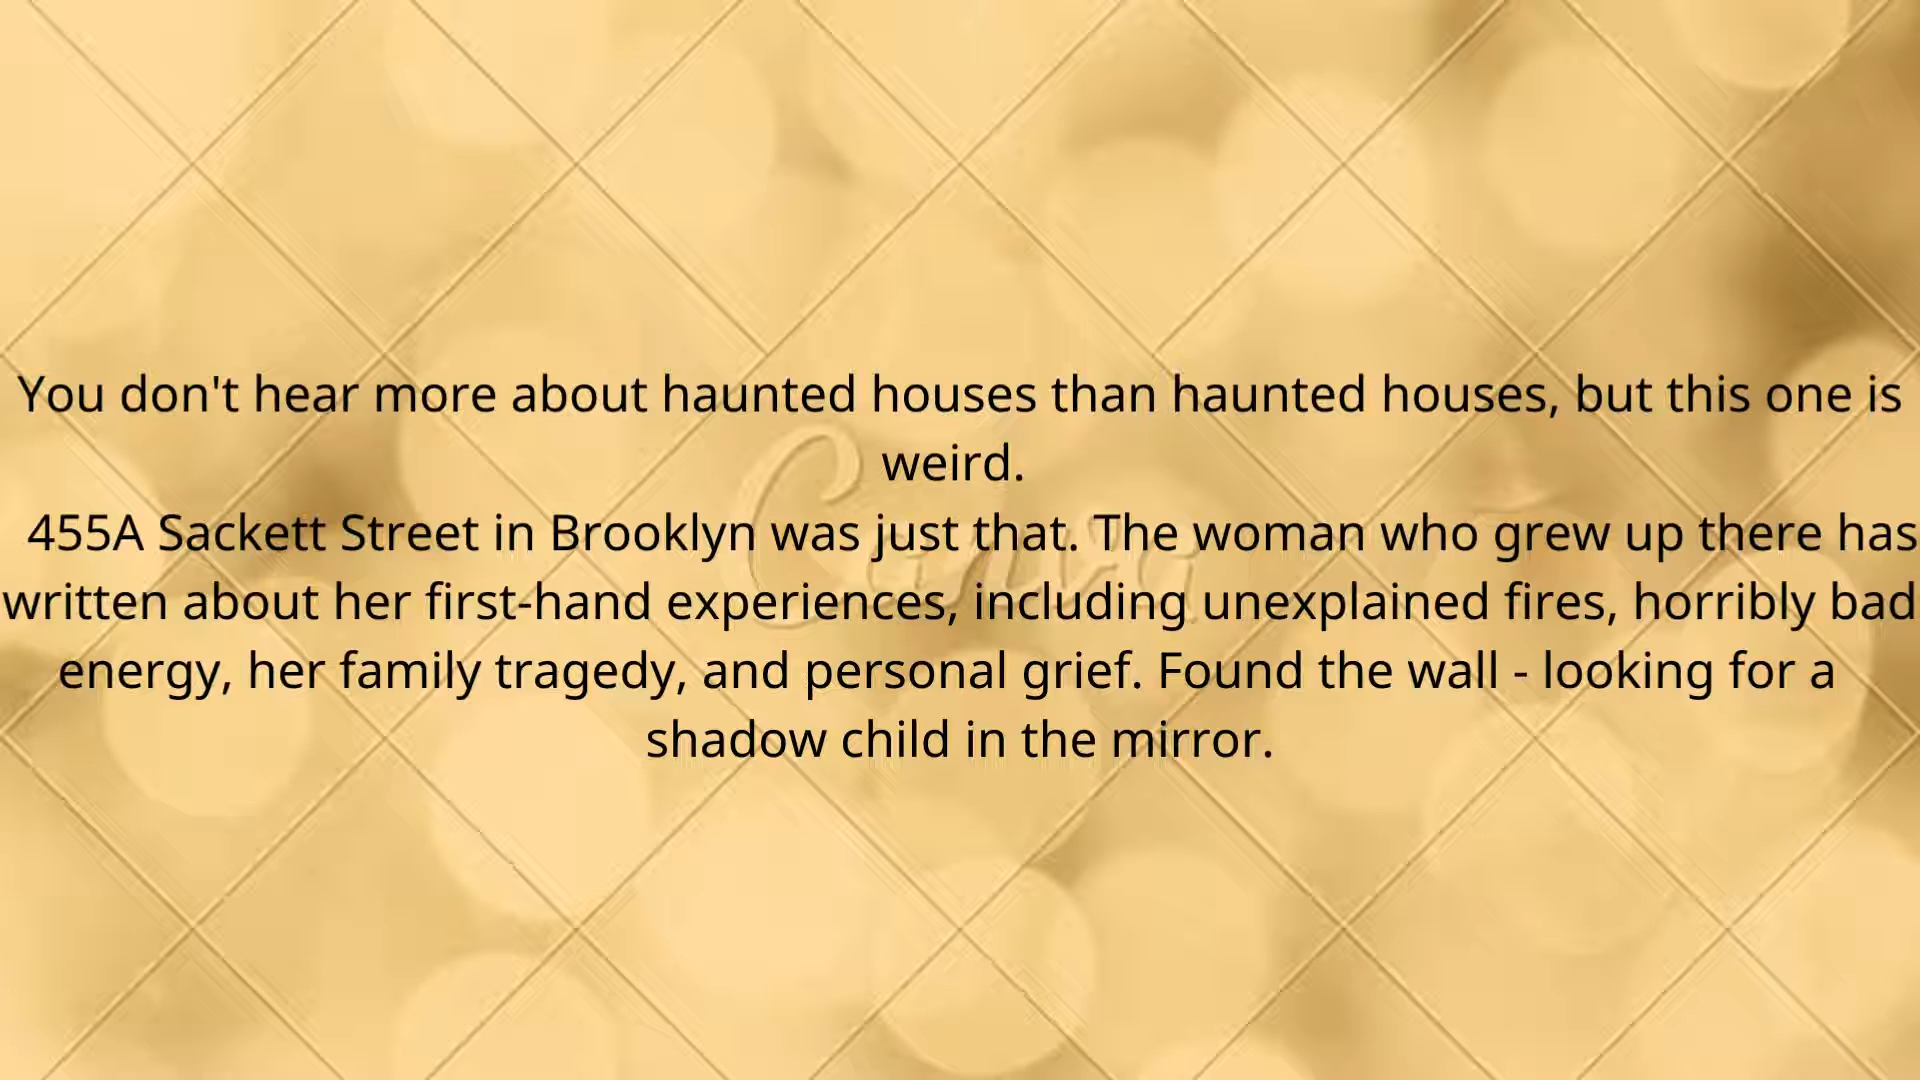 You don't hear more about haunted houses than haunted houses, but this one is
weird.
455A Sackett Street in Brooklyn was just that. The woman who grew up there has
written about her first-hand experiences, including unexplained fires, horribly bad
energy, her family tragedy, and personal grief. Found the wall - looking for a
shadow child in the mirror.
Canva